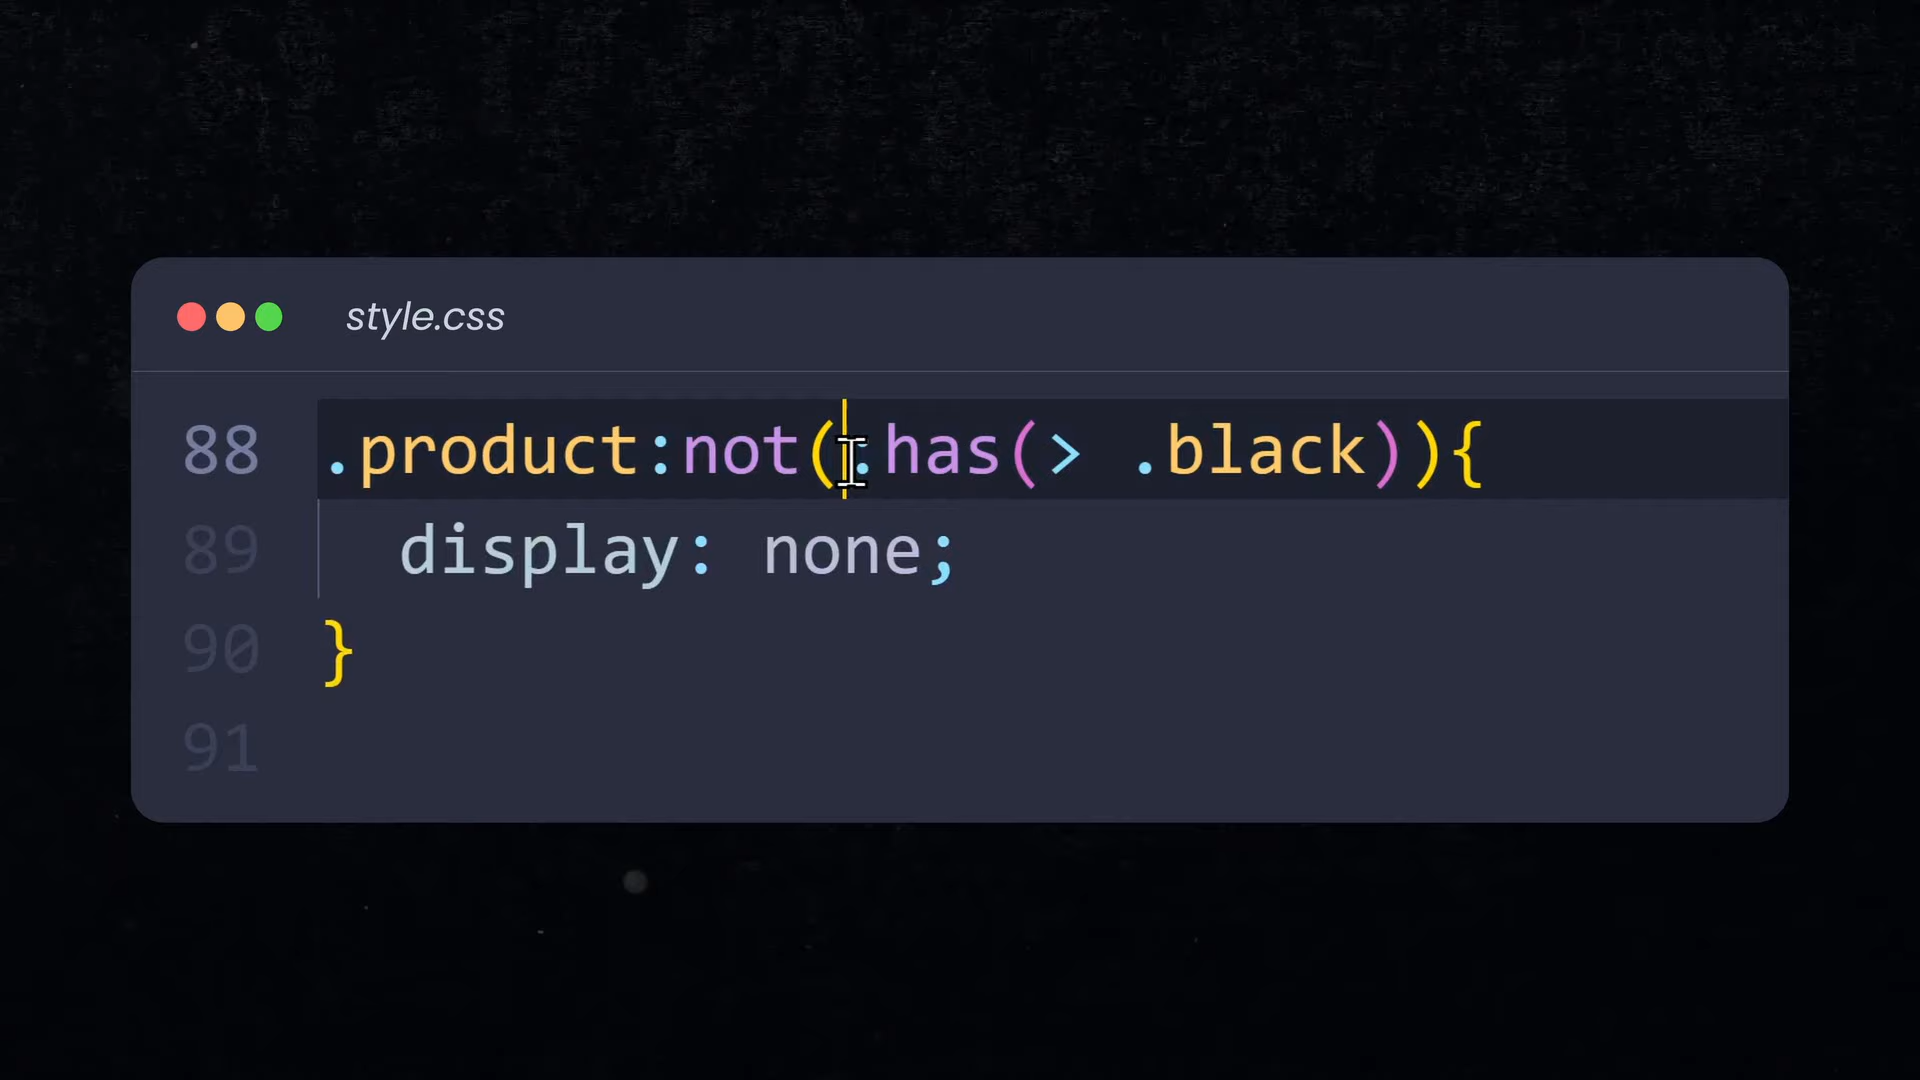 style.css
88 .product:not(:has(> .black)){
89 display: none;
90 }
91